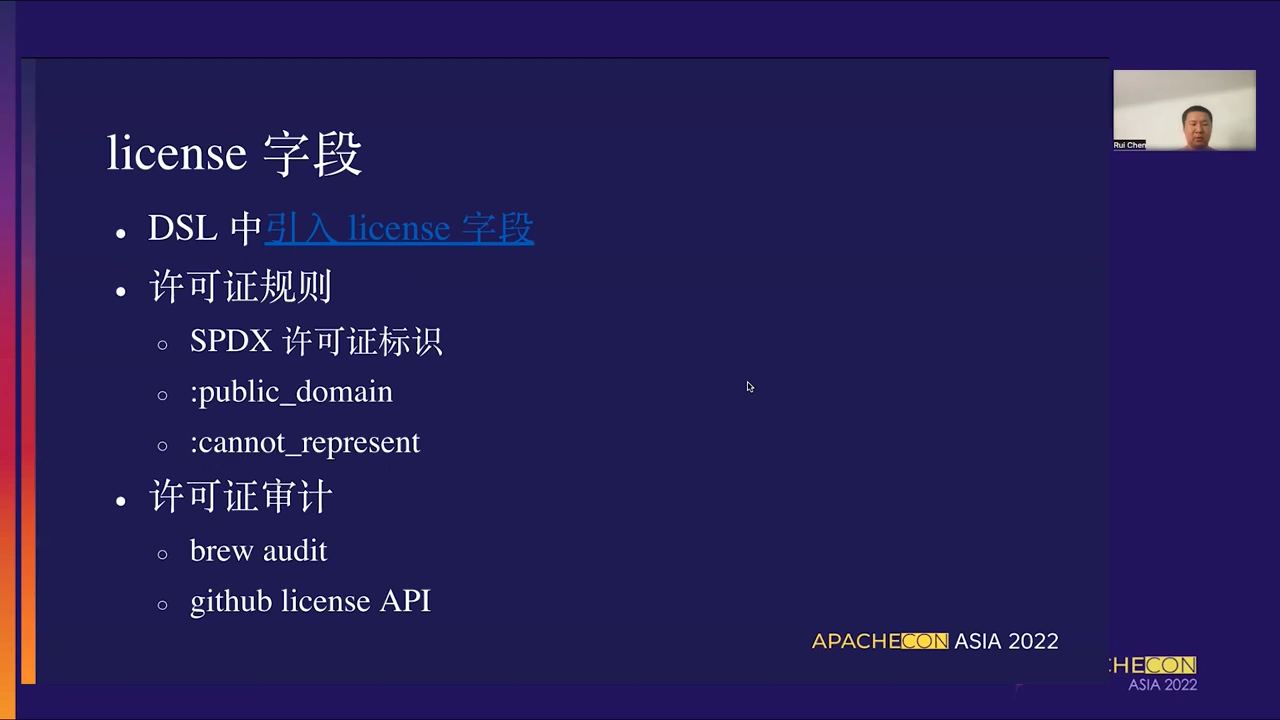 license 字段
DSL 中引入 license 字段
许可证规则
SPDX 许可证标识
:public_domain
:cannot_represent
许可证审计
brew audit
github license API
APACHECON ASIA 2022
Rui Chen
CHECON
ASIA 2022